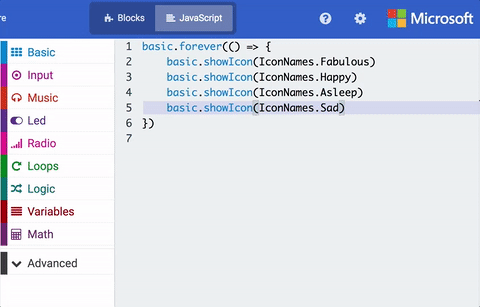 re
Blocks
JavaScript
Microsoft
Basic
Input
Music
Led
Radio
Loops
Logic
Variables
Math
Advanced
1 basic.forever(() => {
2     basic.showIcon(IconNames.Fabulous)
3     basic.showIcon(IconNames.Happy)
4     basic.showIcon(IconNames.Asleep)
5     basic.showIcon(IconNames.Sad)
6 })
7